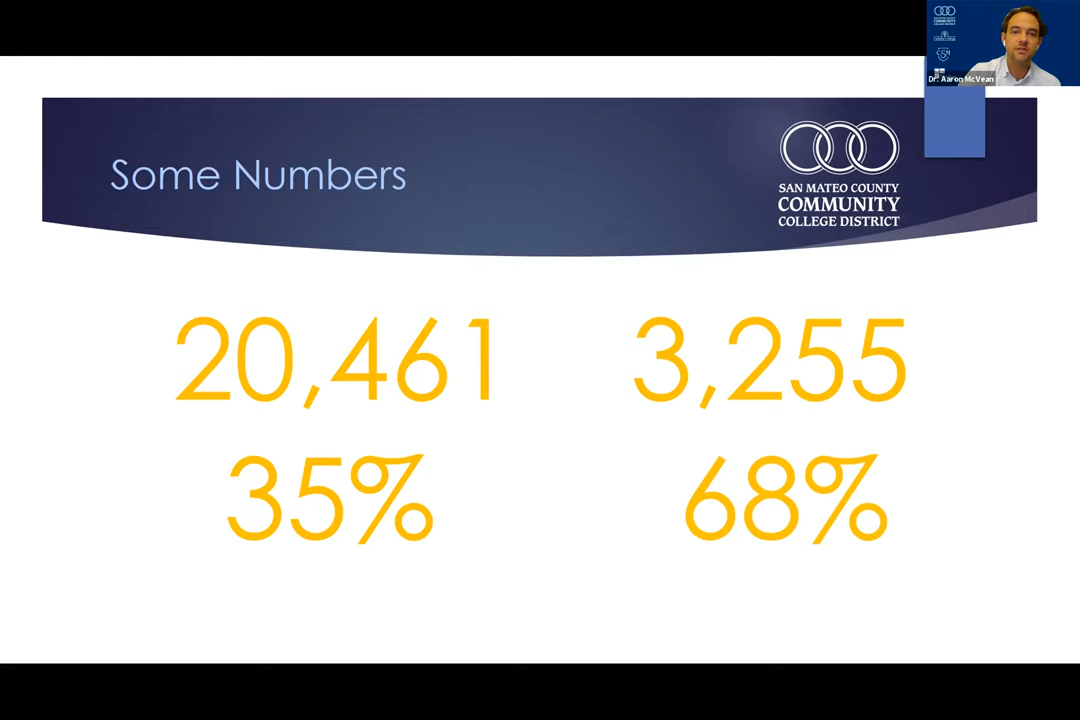 Dr. Aaron McVean
Some Numbers
SAN MATEO COUNTY
COMMUNITY
COLLEGE DISTRICT
20,461 3,255
35% 68%